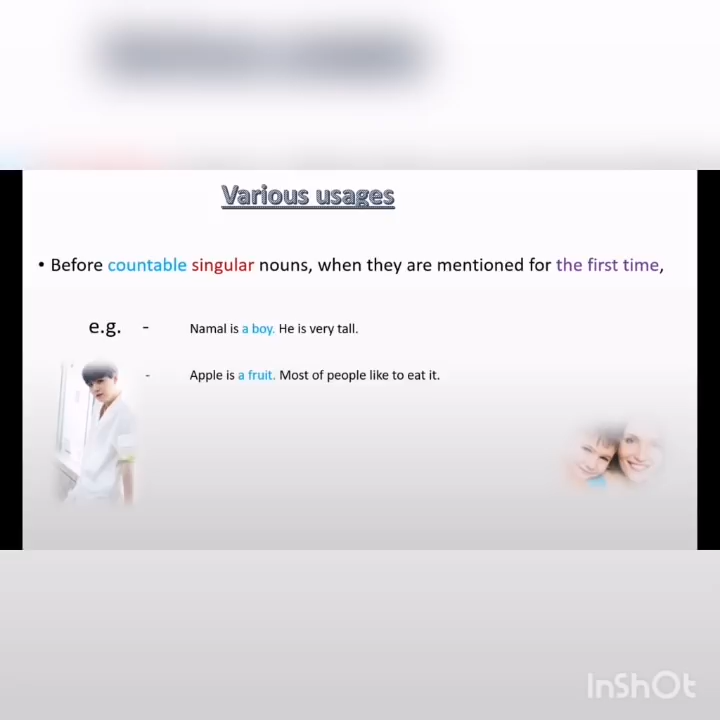 Various usages
• Before countable singular nouns, when they are mentioned for the first time,
e.g. - Namal is a boy. He is very tall.
- Apple is a fruit. Most of people like to eat it.
InShOt